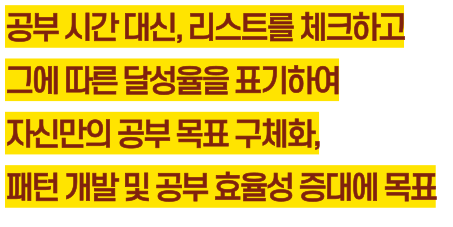 공부 시간 대신, 리스트를 체크하고
그에 따른 달성율을 표기하여
자신만의 공부 목표 구체화,
패턴 개발 및 공부 효율성 증대에 목표